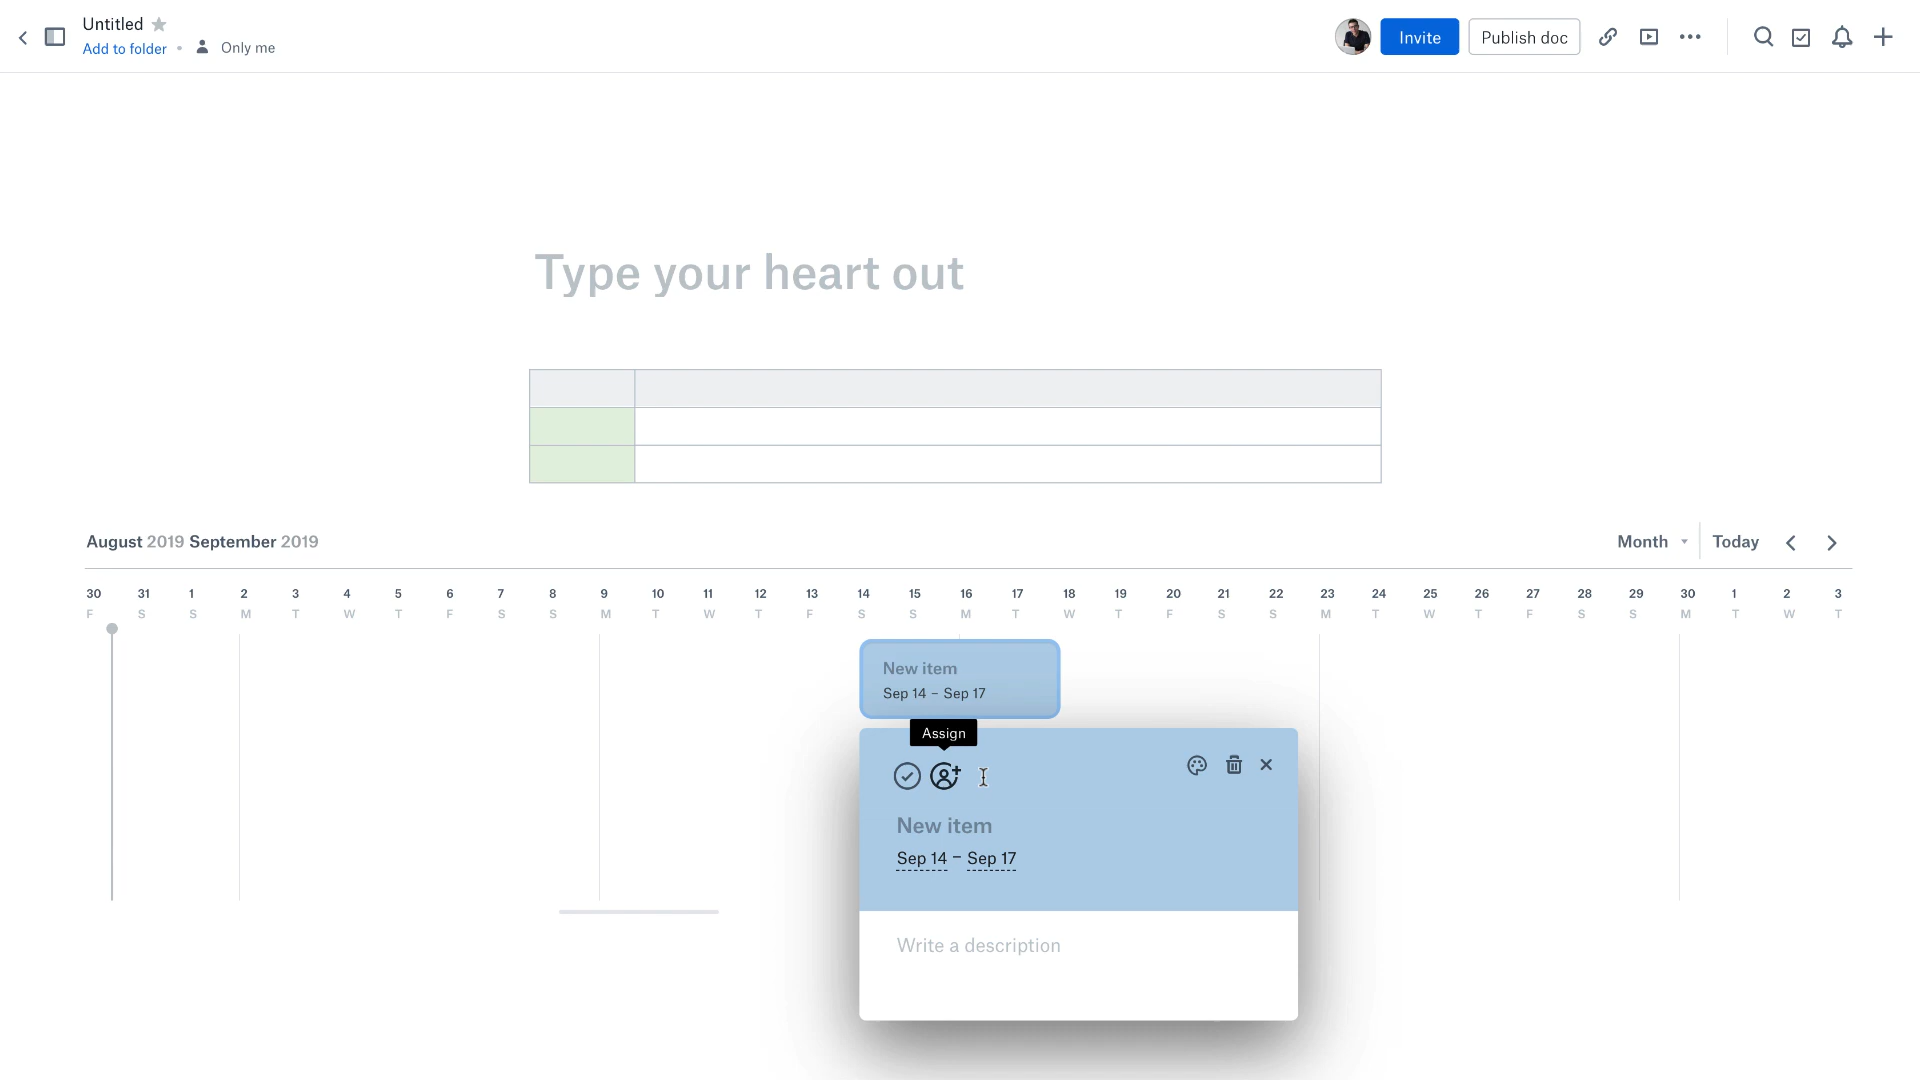 Untitled
Add to folder • Only me
Invite
Publish doc
Type your heart out
August 2019 September 2019
Month
Today
30 31 1 2 3 4 5 6 7 8 9 10 11 12 13 14 15 16 17 18 19 20 21 22 23 24 25 26 27 28 29 30 1 2 3
F S S M T W T F S S M T W T F S S M T W T F S S M T W T F S S M T W T
New item
Sep 14 – Sep 17
Assign
New item
Sep 14 – Sep 17
Write a description